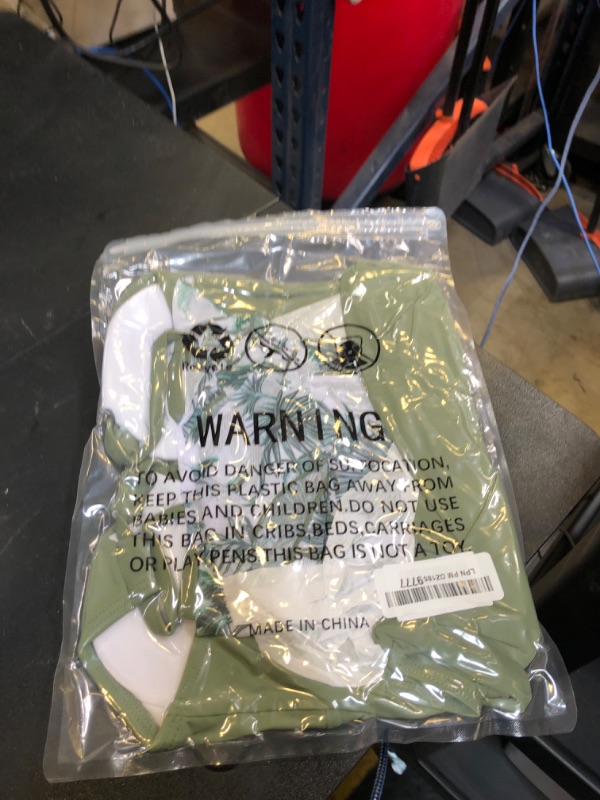 WARNING
TO AVOID DANGER OF SUFFOCATION,
KEEP THIS PLASTIC BAG AWAY FROM
BABIES AND CHILDREN.DO NOT USE
THIS BAG IN CRIBS,BEDS,CARRIAGES
OR PLAY PENS.THIS BAG IS NOT A TOY.
MADE IN CHINA